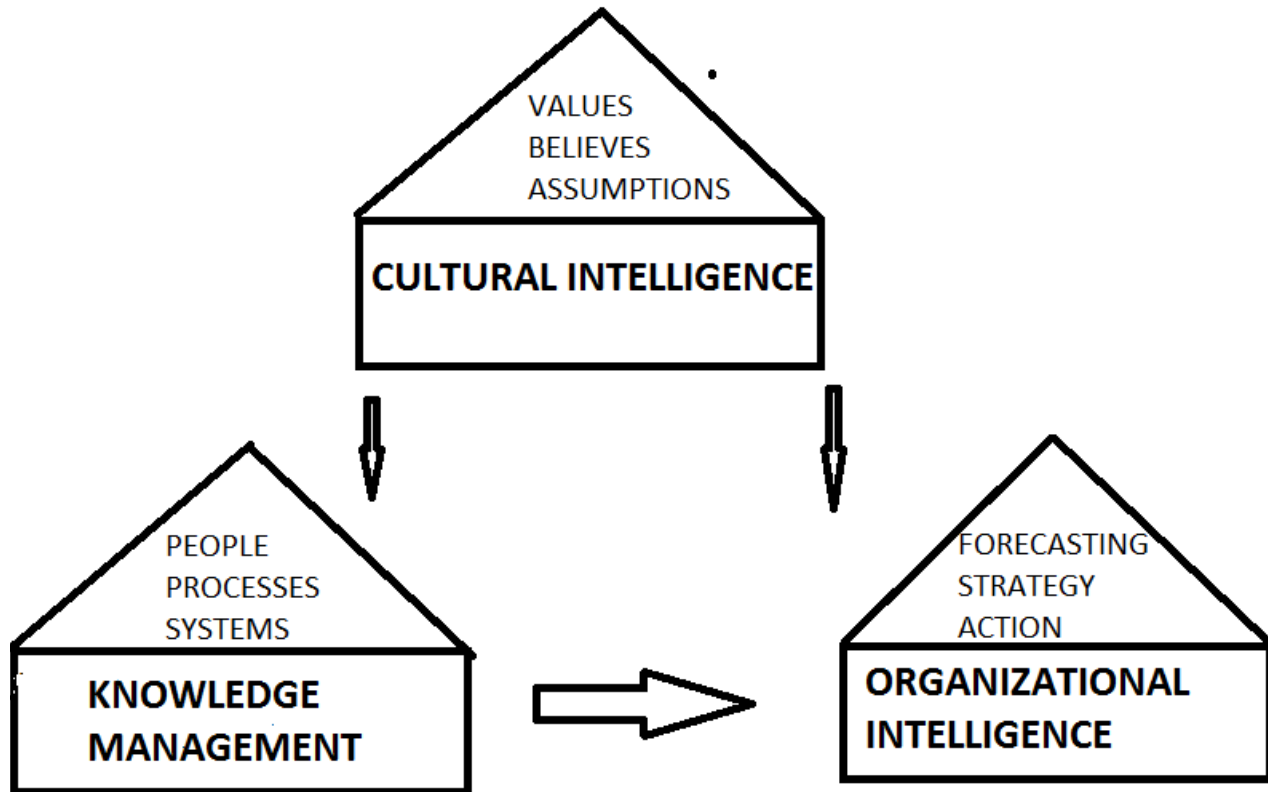 VALUES
BELIEVES
ASSUMPTIONS
CULTURAL INTELLIGENCE
PEOPLE
PROCESSES
SYSTEMS
KNOWLEDGE
MANAGEMENT
FORECASTING
STRATEGY
ACTION
ORGANIZATIONAL
INTELLIGENCE